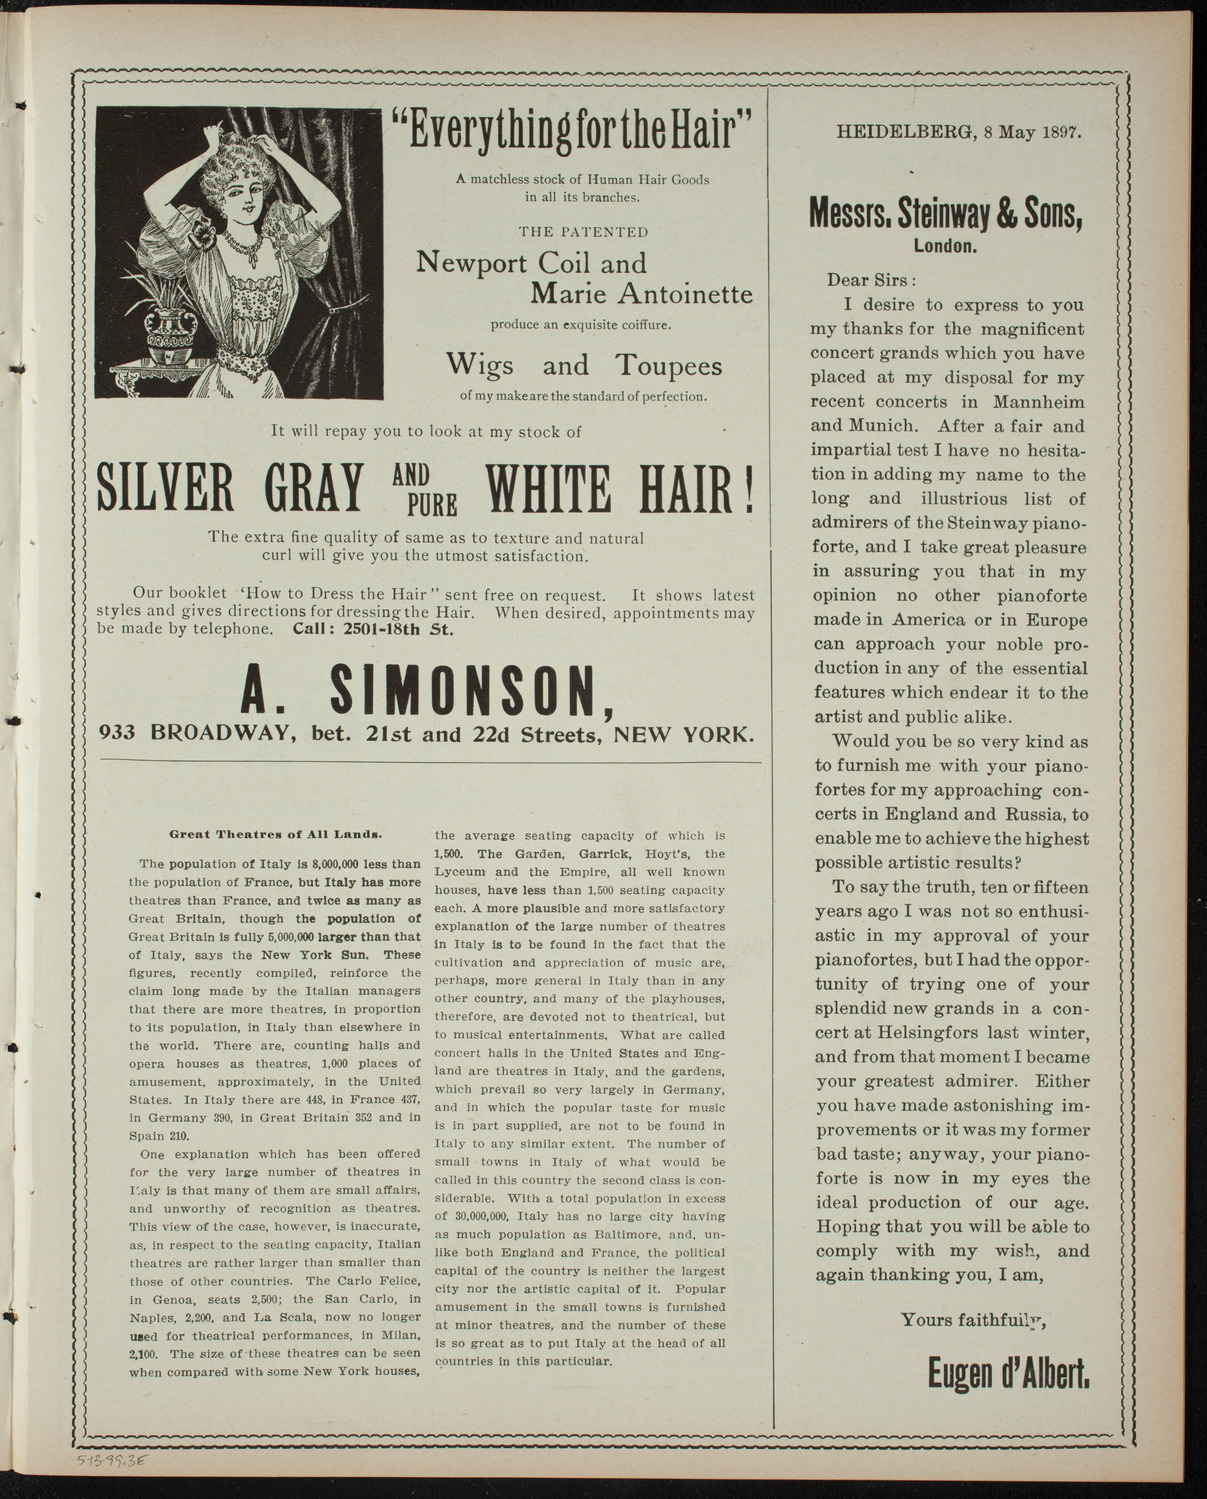 "Everything for the Hair"
A matchless stock of Human Hair Goods
in all its branches.
THE PATENTED
Newport Coil and
Marie Antoinette
produce an exquisite coiffure.
Wigs and Toupees
of my make are the standard of perfection.
It will repay you to look at my stock of
SILVER GRAY AND PURE WHITE HAIR!
The extra fine quality of same as to texture and natural
curl will give you the utmost satisfaction.
Our booklet 'How to Dress the Hair" sent free on request. It shows latest
styles and gives directions for dressing the Hair. When desired, appointments may
be made by telephone. Call: 2501-18th St.
A. SIMONSON,
933 BROADWAY, bet. 21st and 22d Streets, NEW YORK.
Great Theatres of All Lands.
The population of Italy is 8,000,000 less than
the population of France, but Italy has more
theatres than France, and twice as many as
Great Britain, though the population of
Great Britain is fully 5,000,000 larger than that
of Italy, says the New York Sun. These
figures, recently compiled, reinforce the
claim long made by the Italian managers
that there are more theatres, in proportion
to its population, in Italy than elsewhere in
the world. There are, counting halls and
opera houses as theatres, 1,000 places of
amusement, approximately, in the United
States. In Italy there are 448, in France 437,
in Germany 390, in Great Britain 352 and in
Spain 210.
One explanation which has been offered
for the very large number of theatres in
Italy is that many of them are small affairs,
and unworthy of recognition as theatres.
This view of the case, however, is inaccurate,
as, in respect to the seating capacity, Italian
theatres are rather larger than smaller than
those of other countries. The Carlo Felice,
in Genoa, seats 2,500; the San Carlo, in
Naples, 2,200, and La Scala, now no longer
used for theatrical performances, in Milan,
2,100. The size of these theatres can be seen
when compared with some New York houses,
the average seating capacity of which is
1,500. The Garden, Garrick, Hoyt's, the
Lyceum and the Empire, all well known
houses, have less than 1,500 seating capacity
each. A more plausible and more satisfactory
explanation of the large number of theatres
in Italy is to be found in the fact that the
cultivation and appreciation of music are,
perhaps, more general in Italy than in any
other country, and many of the playhouses,
therefore, are devoted not to theatrical, but
to musical entertainments. What are called
concert halls in the United States and Eng-
land are theatres in Italy, and the gardens,
which prevail so very largely in Germany,
and in which the popular taste for music
is in part supplied, are not to be found in
Italy to any similar extent. The number of
small towns in Italy of what would be
called in this country the second class is con-
siderable. With a total population in excess
of 30,000,000, Italy has no large city having
as much population as Baltimore, and, un-
like both England and France, the political
capital of the country is neither the largest
city nor the artistic capital of it. Popular
amusement in the small towns is furnished
at minor theatres, and the number of these
is so great as to put Italy at the head of all
countries in this particular.
HEIDELBERG, 8 May 1897.
Messrs. Steinway & Sons,
London.
Dear Sirs:
I desire to express to you
my thanks for the magnificent
concert grands which you have
placed at my disposal for my
recent concerts in Mannheim
and Munich. After a fair and
impartial test I have no hesita-
tion in adding my name to the
long and illustrious list of
admirers of the Steinway piano-
forte, and I take great pleasure
in assuring you that in my
opinion no other pianoforte
made in America or in Europe
can approach your noble pro-
duction in any of the essential
features which endear it to the
artist and public alike.
Would you be so very kind as
to furnish me with your piano-
fortes for my approaching con-
certs in England and Russia, to
enable me to achieve the highest
possible artistic results?
To say the truth, ten or fifteen
years ago I was not so enthusi-
astic in my approval of your
pianofortes, but I had the oppor-
tunity of trying one of your
splendid new grands in a con-
cert at Helsingfors last winter,
and from that moment I became
your greatest admirer. Either
you have made astonishing im-
provements or it was my former
bad taste; anyway, your piano-
forte is now in my eyes the
ideal production of our age.
Hoping that you will be able to
comply with my wish, and
again thanking you, I am,
Yours faithfully,
Eugen d'Albert.
5-13-99.3E